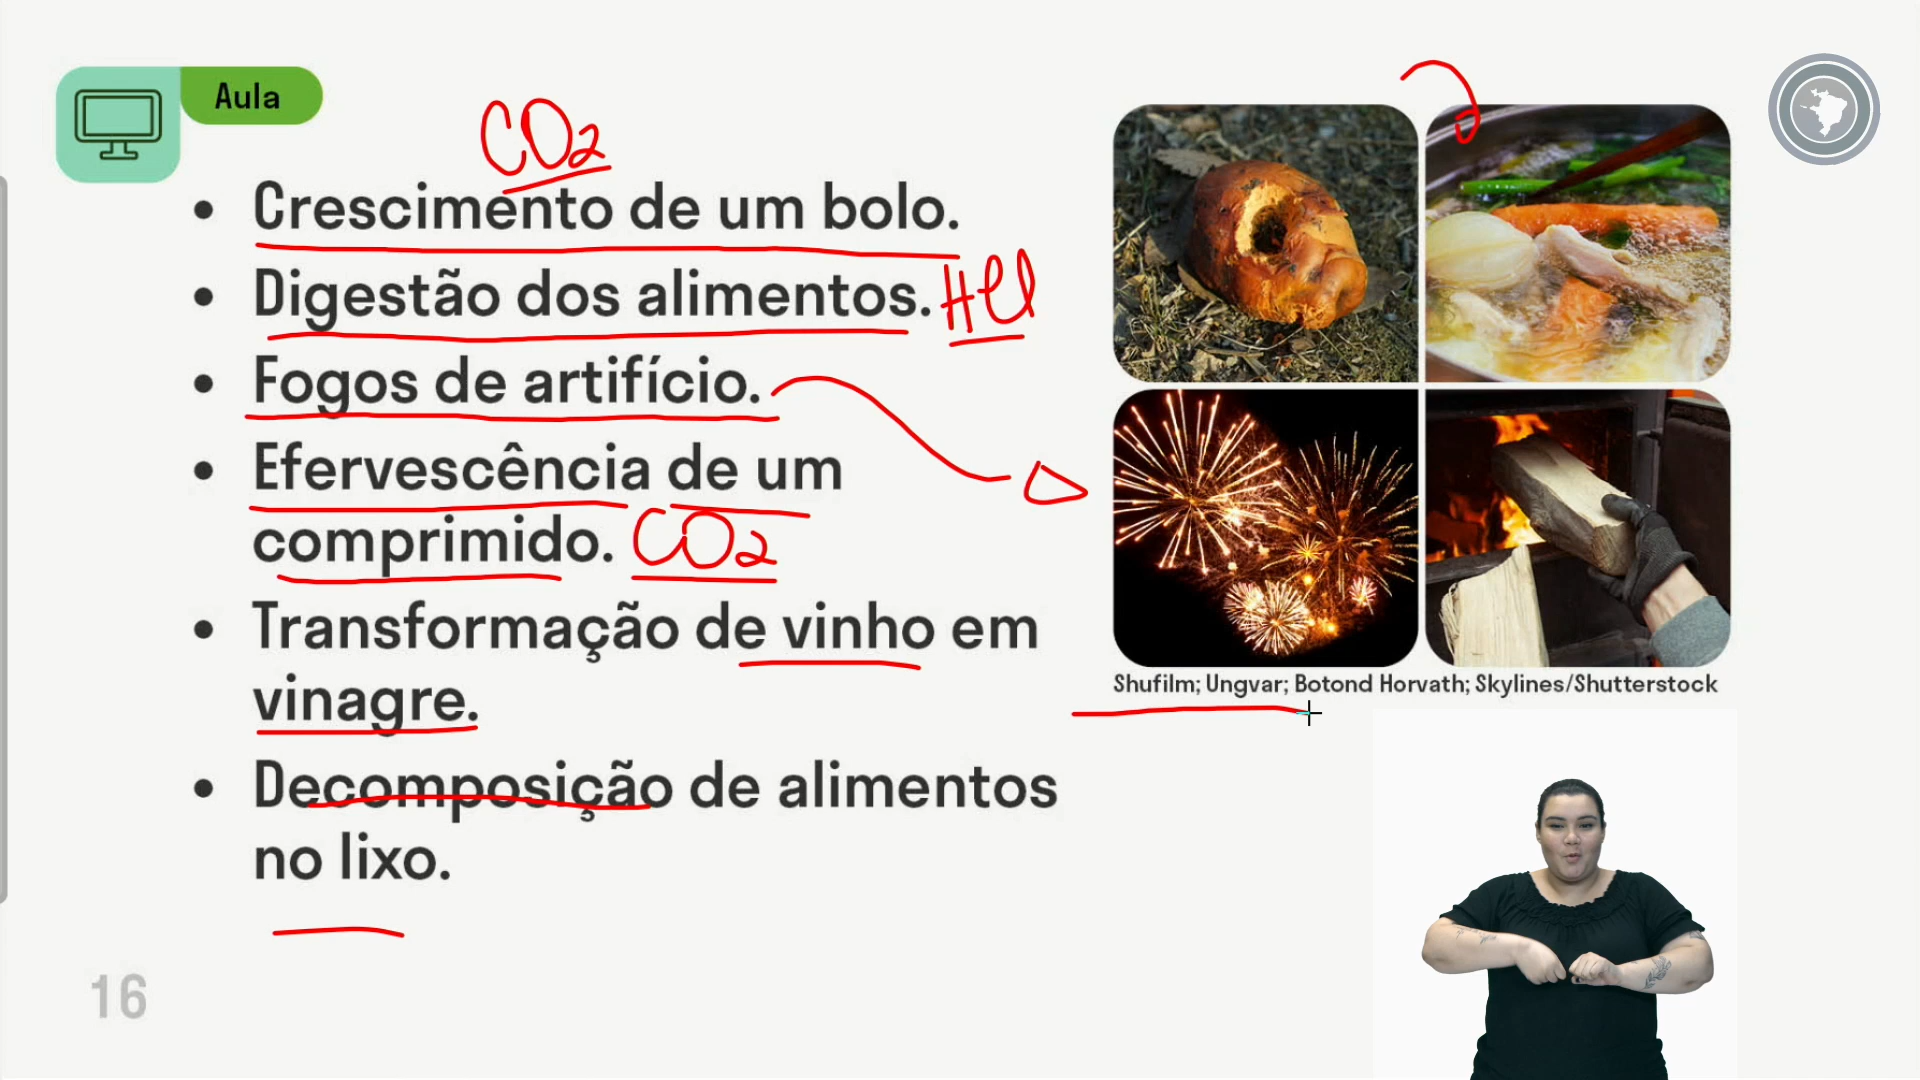 Aula
CO2
• Crescimento de um bolo.
• Digestão dos alimentos. HCl
• Fogos de artifício.
• Efervescência de um
comprimido. CO2
• Transformação de vinho em
vinagre.
• Decomposição de alimentos
no lixo.
Shufilm; Ungvar; Botond Horvath; Skylines/Shutterstock
16